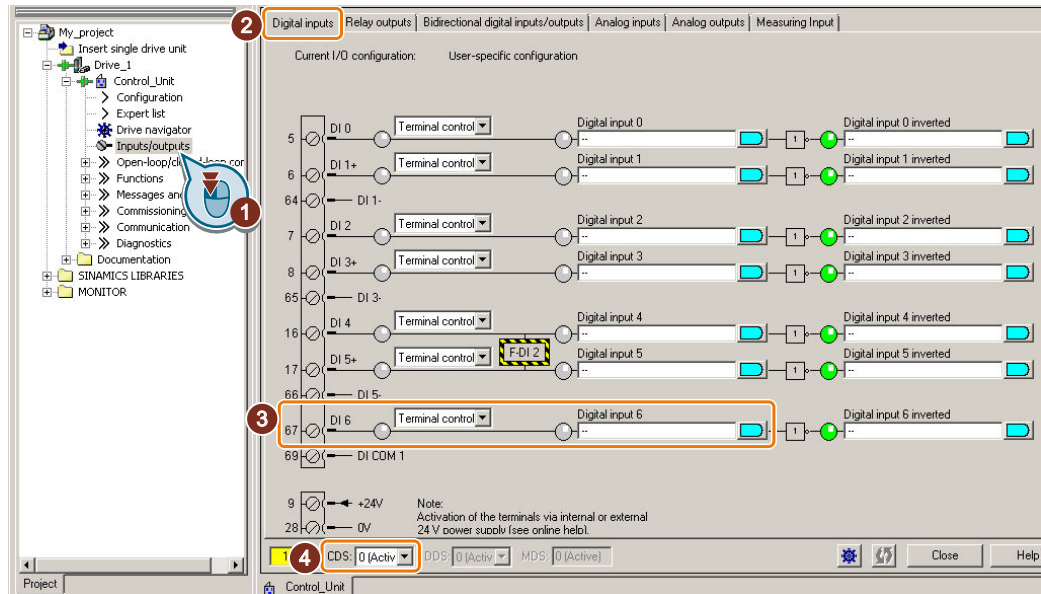 My_project
Insert single drive unit
Drive_1
Control_Unit
Configuration
Expert list
Drive navigator
Inputs/outputs
Open-loop/cl d-loop cor
Functions
Messages an
Commissioning
Communication
Diagnostics
Documentation
SINAMICS LIBRARIES
MONITOR
1
Project
2
Digital inputs Relay outputs Bidirectional digital inputs/outputs Analog inputs Analog outputs Measuring Input
Current I/O configuration: User-specific configuration
Digital input 0 Digital input 0 inverted
5 DI 0 Terminal control -- 1 --
Digital input 1 Digital input 1 inverted
6 DI 1+ Terminal control -- 1 --
64 DI 1-
Digital input 2 Digital input 2 inverted
7 DI 2 Terminal control -- 1 --
Digital input 3 Digital input 3 inverted
8 DI 3+ Terminal control -- 1 --
65 DI 3-
Digital input 4 Digital input 4 inverted
16 DI 4 Terminal control -- 1 --
F-DI 2
Digital input 5 Digital input 5 inverted
17 DI 5+ Terminal control -- 1 --
66 DI 5-
3
Digital input 6 Digital input 6 inverted
67 DI 6 Terminal control -- 1 --
69 DI COM 1
9 +24V Note:
Activation of the terminals via internal or external
28 0V 24 V power supply (see online help).
1 4 CDS: 0 (Activ DDS: 0 (Activ MDS: 0 (Active) Close Help
Control_Unit